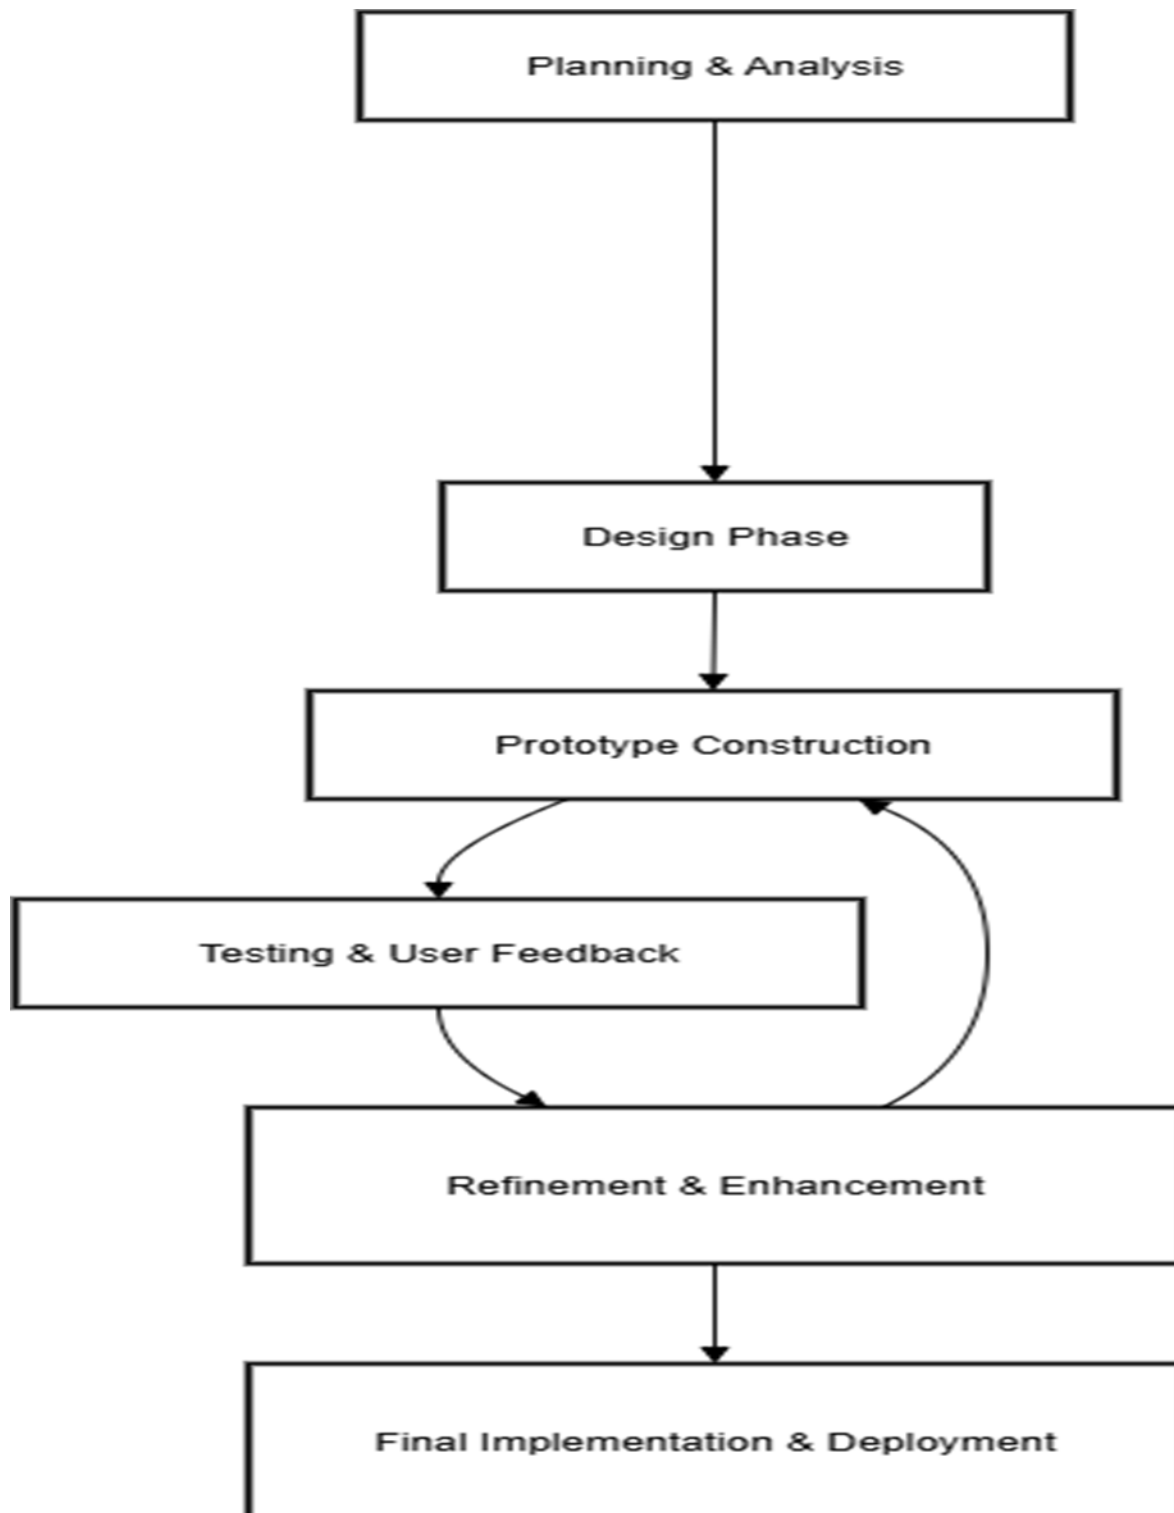 Planning & Analysis
Design Phase
Prototype Construction
Testing & User Feedback
Refinement & Enhancement
Final Implementation & Deployment